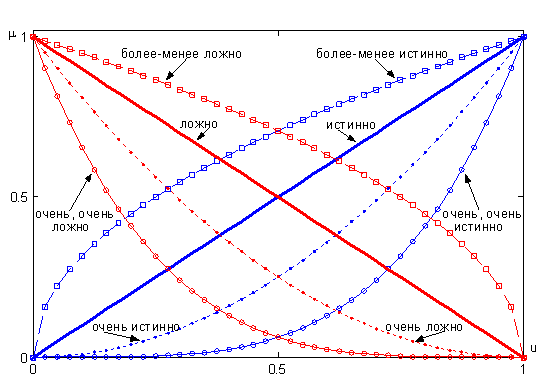 μ
1
более-менее ложно
более-менее истинно
ложно
истинно
0.5
очень, очень
ложно
очень, очень
истинно
очень истинно
очень ложно
0
0.5
1
u